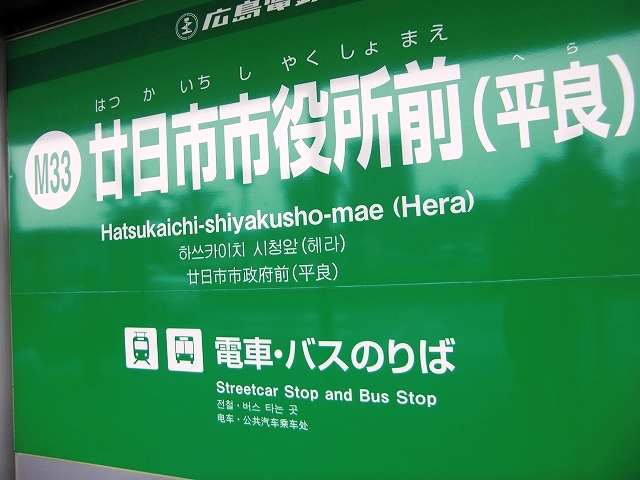 広島電
はつ か いち し やくしょ まえ へ ら
M33 廿日市市役所前(平良)
Hatsukaichi-shiyakusho-mae (Hera)
하쓰카이치 시청앞(헤라)
廿日市市政府前(平良)
電車・バスのりば
Streetcar Stop and Bus Stop
전철・버스 타는 곳
电车・公共汽车乘车处